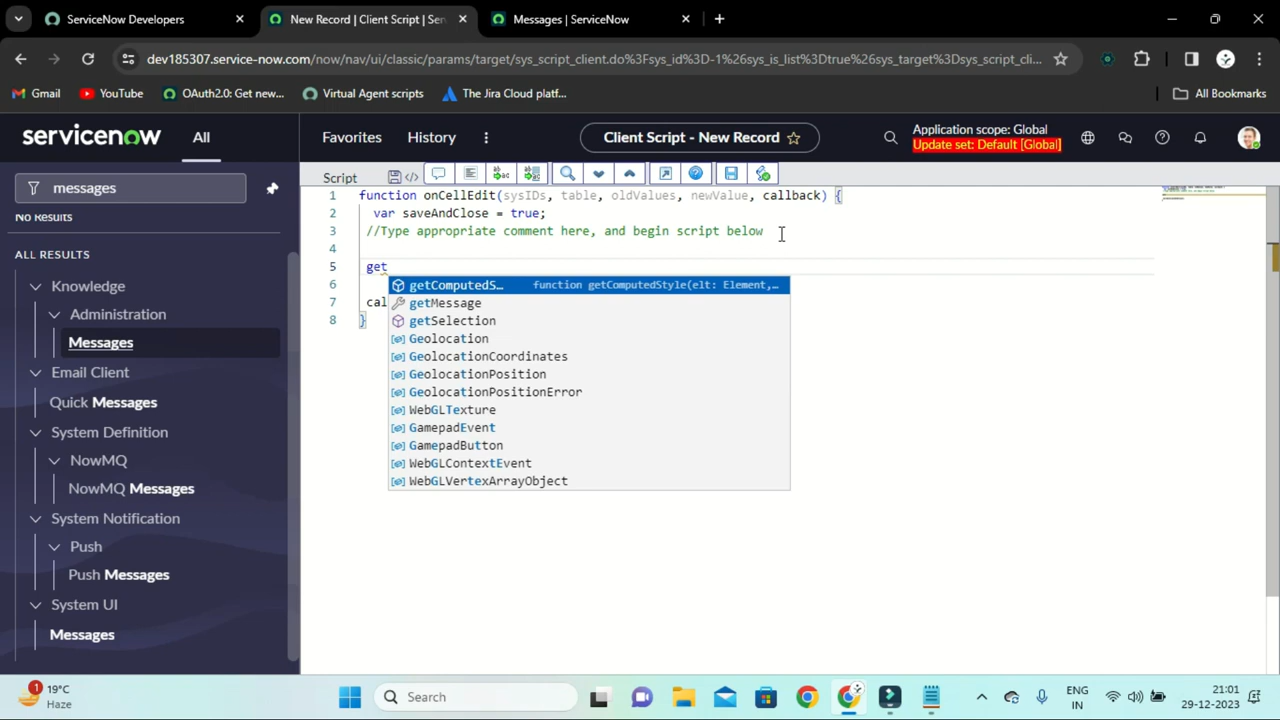 ServiceNow Developers
New Record | Client Script | Ser
Messages | ServiceNow
dev185307.service-now.com/now/nav/ui/classic/params/target/sys_script_client.do%3Fsys_id%3D-1%26sys_is_list%3Dtrue%26sys_target%3Dsys_script_cli...
Gmail
YouTube
OAuth2.0: Get new...
Virtual Agent scripts
The Jira Cloud platf...
All Bookmarks
servicenow
All
Favorites
History
Client Script - New Record
Application scope: Global
Update set: Default [Global]
messages
No Results
ALL RESULTS
Knowledge
Administration
Messages
Email Client
Quick Messages
System Definition
NowMQ
NowMQ Messages
System Notification
Push
Push Messages
System UI
Messages
Script
1 function onCellEdit(sysIDs, table, oldValues, newValue, callback) {
2 var saveAndClose = true;
3 //Type appropriate comment here, and begin script below
4
5 get
6
7 cal
8 }
getComputedS... function getComputedStyle(elt: Element,...
getMessage
getSelection
Geolocation
GeolocationCoordinates
GeolocationPosition
GeolocationPositionError
WebGLTexture
GamepadEvent
GamepadButton
WebGLContextEvent
WebGLVertexArrayObject
1
19°C
Haze
Search
ENG
IN
21:01
29-12-2023